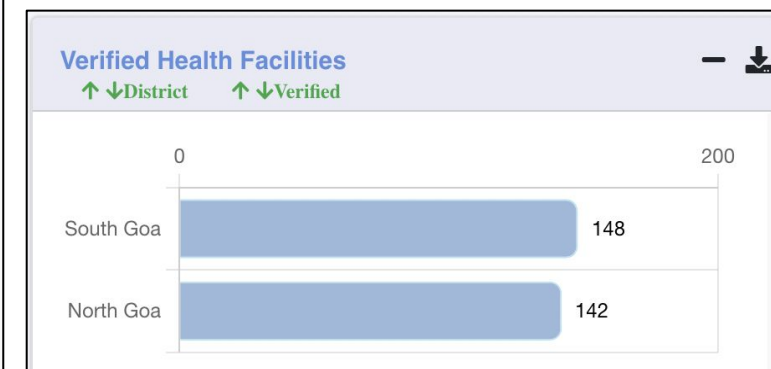 Verified Health Facilities
District Verified
0 200
South Goa 148
North Goa 142